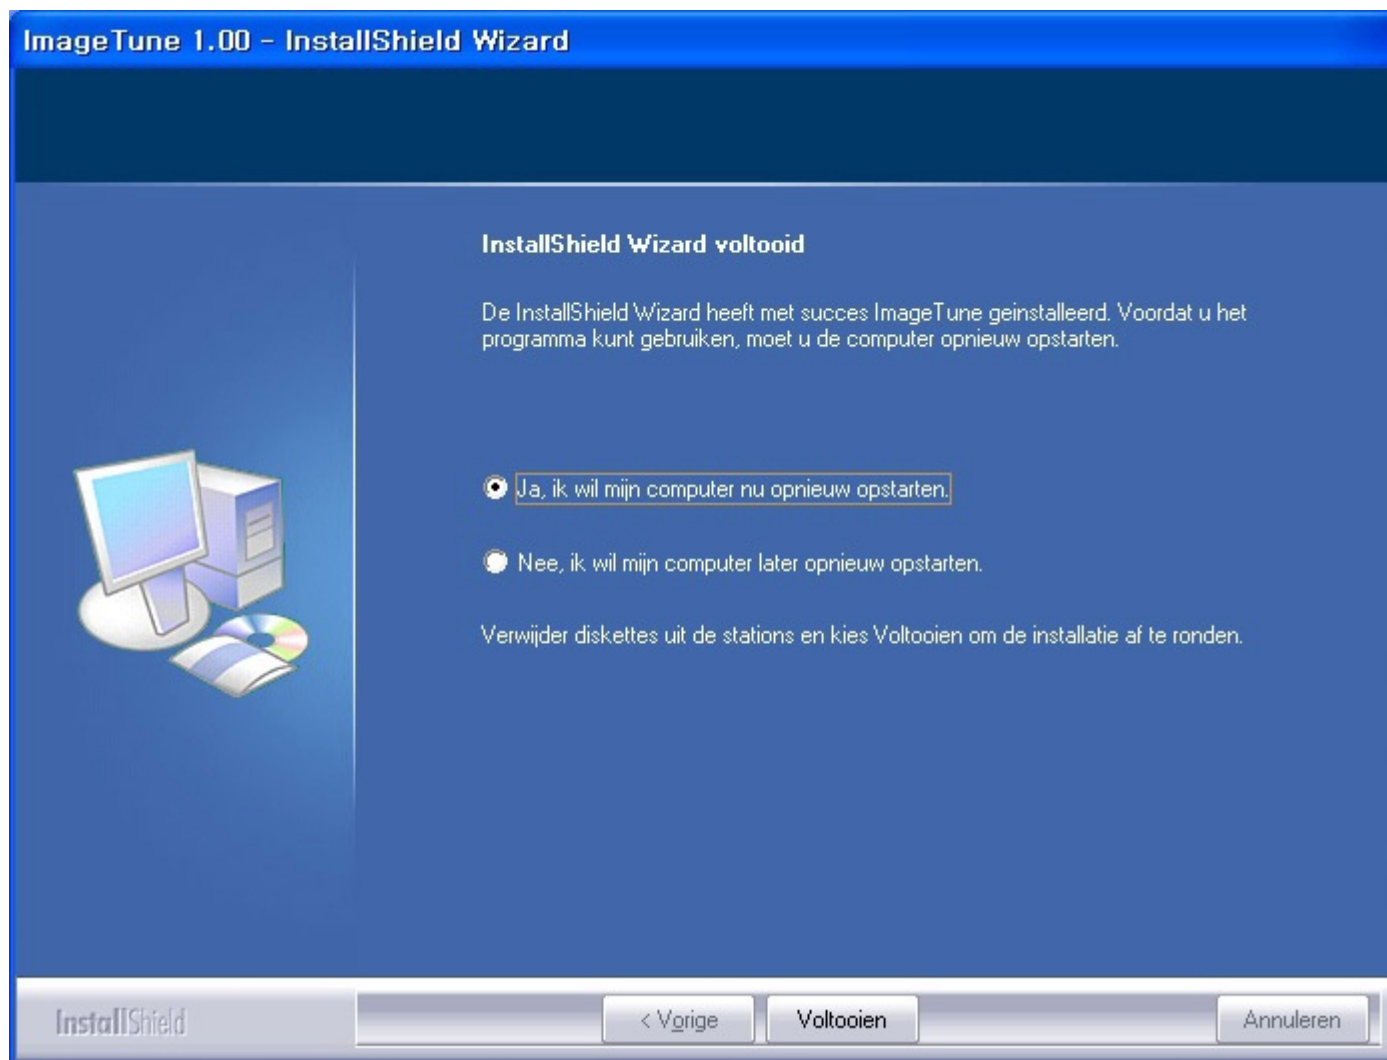 ImageTune 1.00 - InstallShield Wizard
InstallShield Wizard voltooid
De InstallShield Wizard heeft met succes ImageTune geinstalleerd. Voordat u het
programma kunt gebruiken, moet u de computer opnieuw opstarten.
Ja, ik wil mijn computer nu opnieuw opstarten.
Nee, ik wil mijn computer later opnieuw opstarten.
Verwijder diskettes uit de stations en kies Voltooien om de installatie af te ronden.
InstallShield
< Vorige
Voltooien
Annuleren